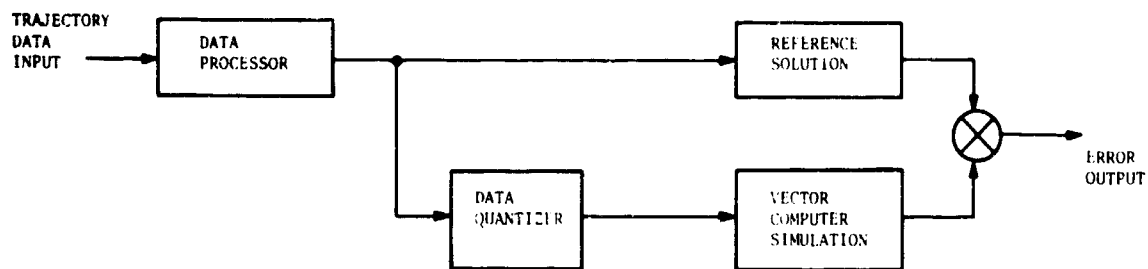 TRAJECTORY
DATA
INPUT
DATA
PROCESSOR
REFERENCE
SOLUTION
ERROR
OUTPUT
DATA
QUANTIZER
VECTOR
COMPUTER
SIMULATION